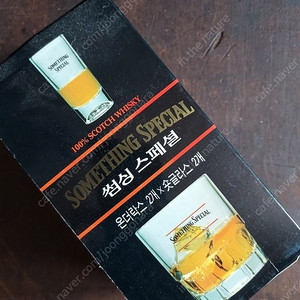 SOMETHING
SPECIAL
100% SCOTCH WHISKY
SOMETHING SPECIAL
썸싱 스페셜
온더락스 2개 × 숏글라스 2개
SOMETHING SPECIAL